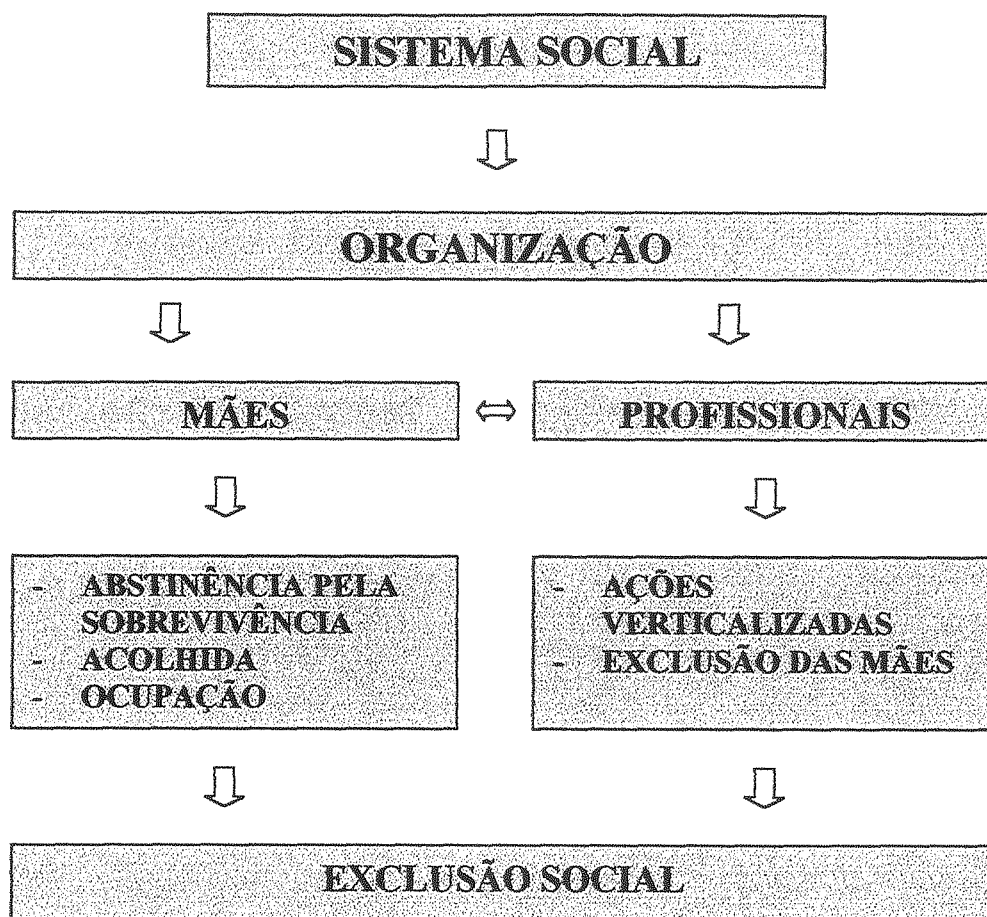 SISTEMA SOCIAL
ORGANIZAÇÃO
MÃES
PROFISSIONAIS
- ABSTINÊNCIA PELA
SOBREVIVÊNCIA
- ACOLHIDA
- OCUPAÇÃO
- AÇÕES
VERTICALIZADAS
- EXCLUSÃO DAS MÃES
EXCLUSÃO SOCIAL